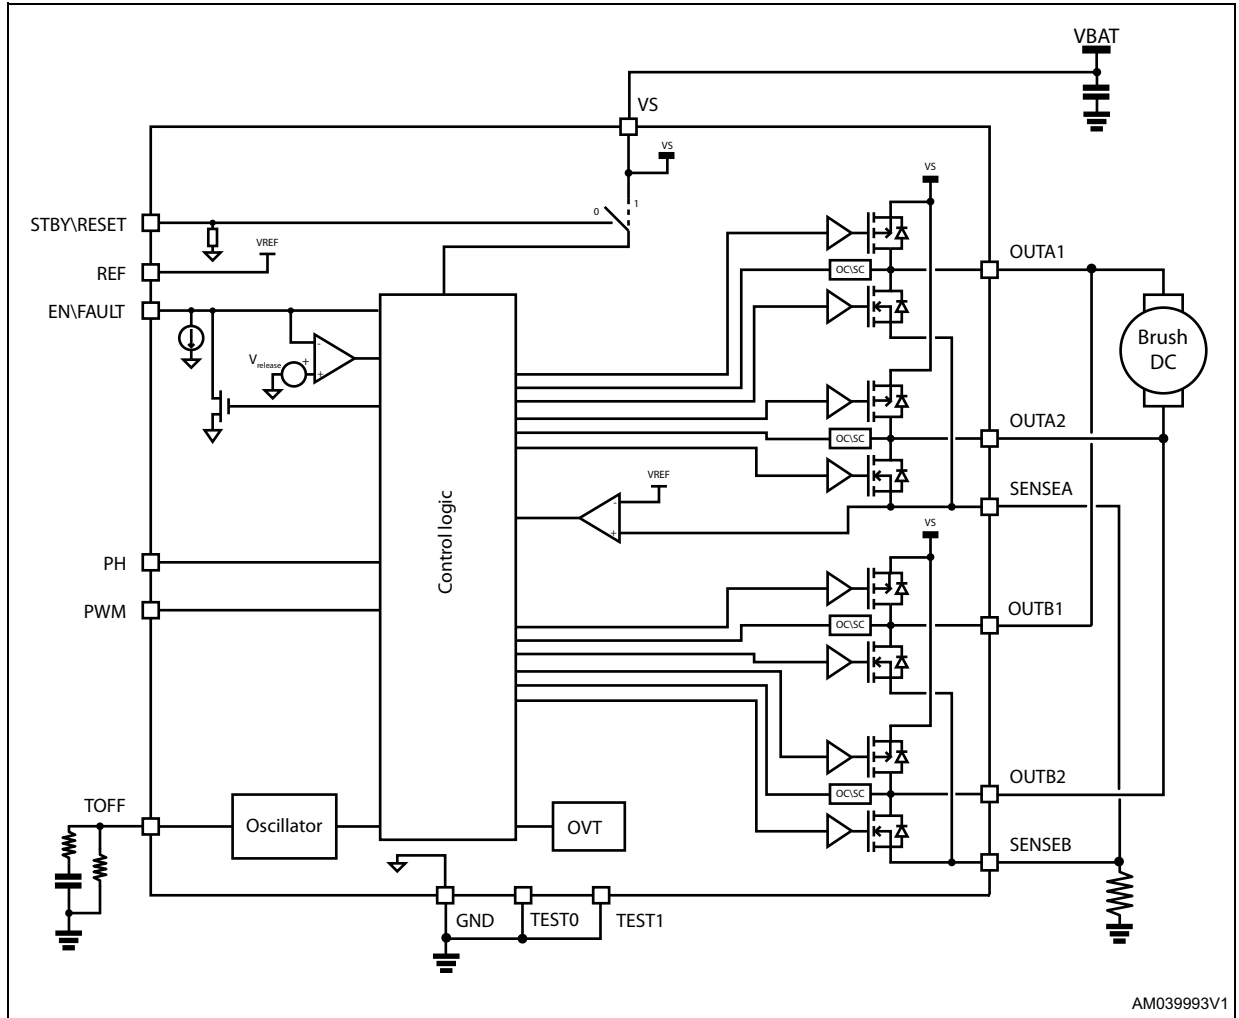 VBAT
VS
VS
VS
STBY\RESET
0
1
VREF
REF
EN\FAULT
OC\SC
OUTA1
Brush
DC
Vrelease
+
-
+
OUTA2
OC\SC
VREF
SENSEA
-
+
VS
Control logic
PH
PWM
OC\SC
OUTB1
OUTB2
OC\SC
TOFF
Oscillator
OVT
SENSEB
GND
TEST0
TEST1
AM039993V1